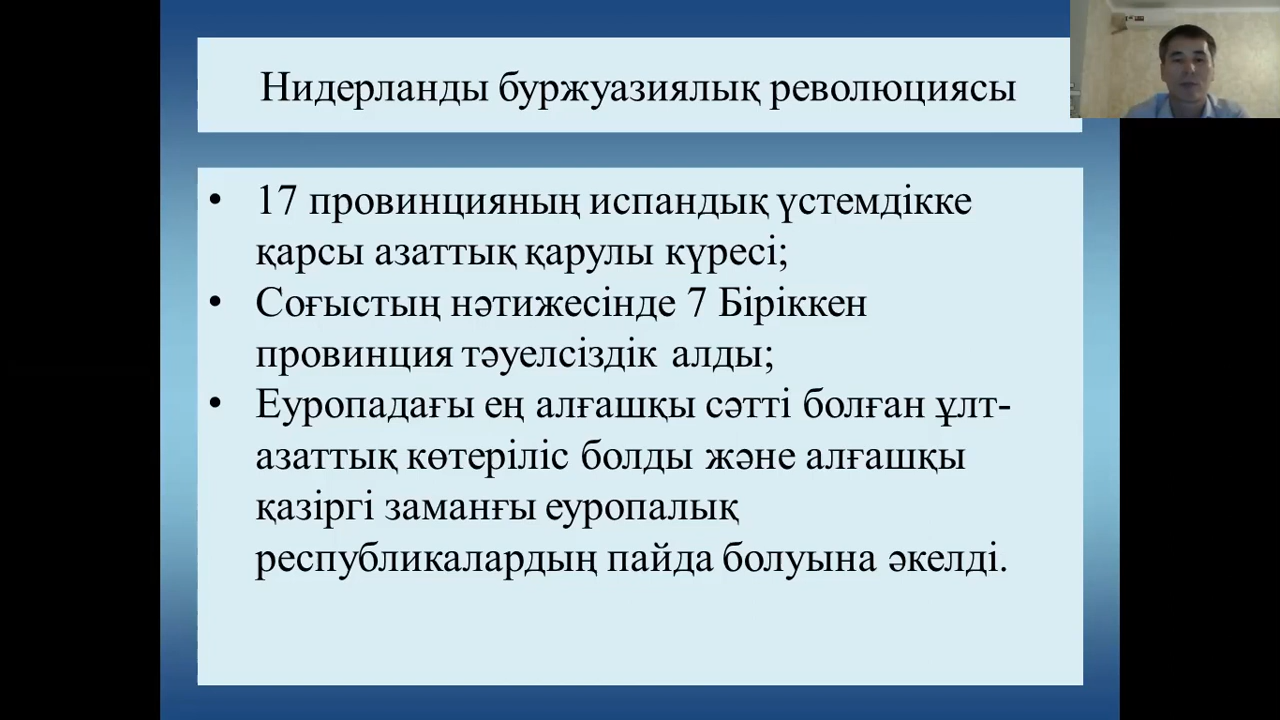 Нидерланды буржуазиялық революциясы
• 17 провинцияның испандық үстемдікке
қарсы азаттық қарулы күресі;
• Соғыстың нәтижесінде 7 Біріккен
провинция тәуелсіздік алды;
• Еуропадағы ең алғашқы сәтті болған ұлт-
азаттық көтеріліс болды және алғашқы
қазіргі заманғы еуропалық
республикалардың пайда болуына әкелді.